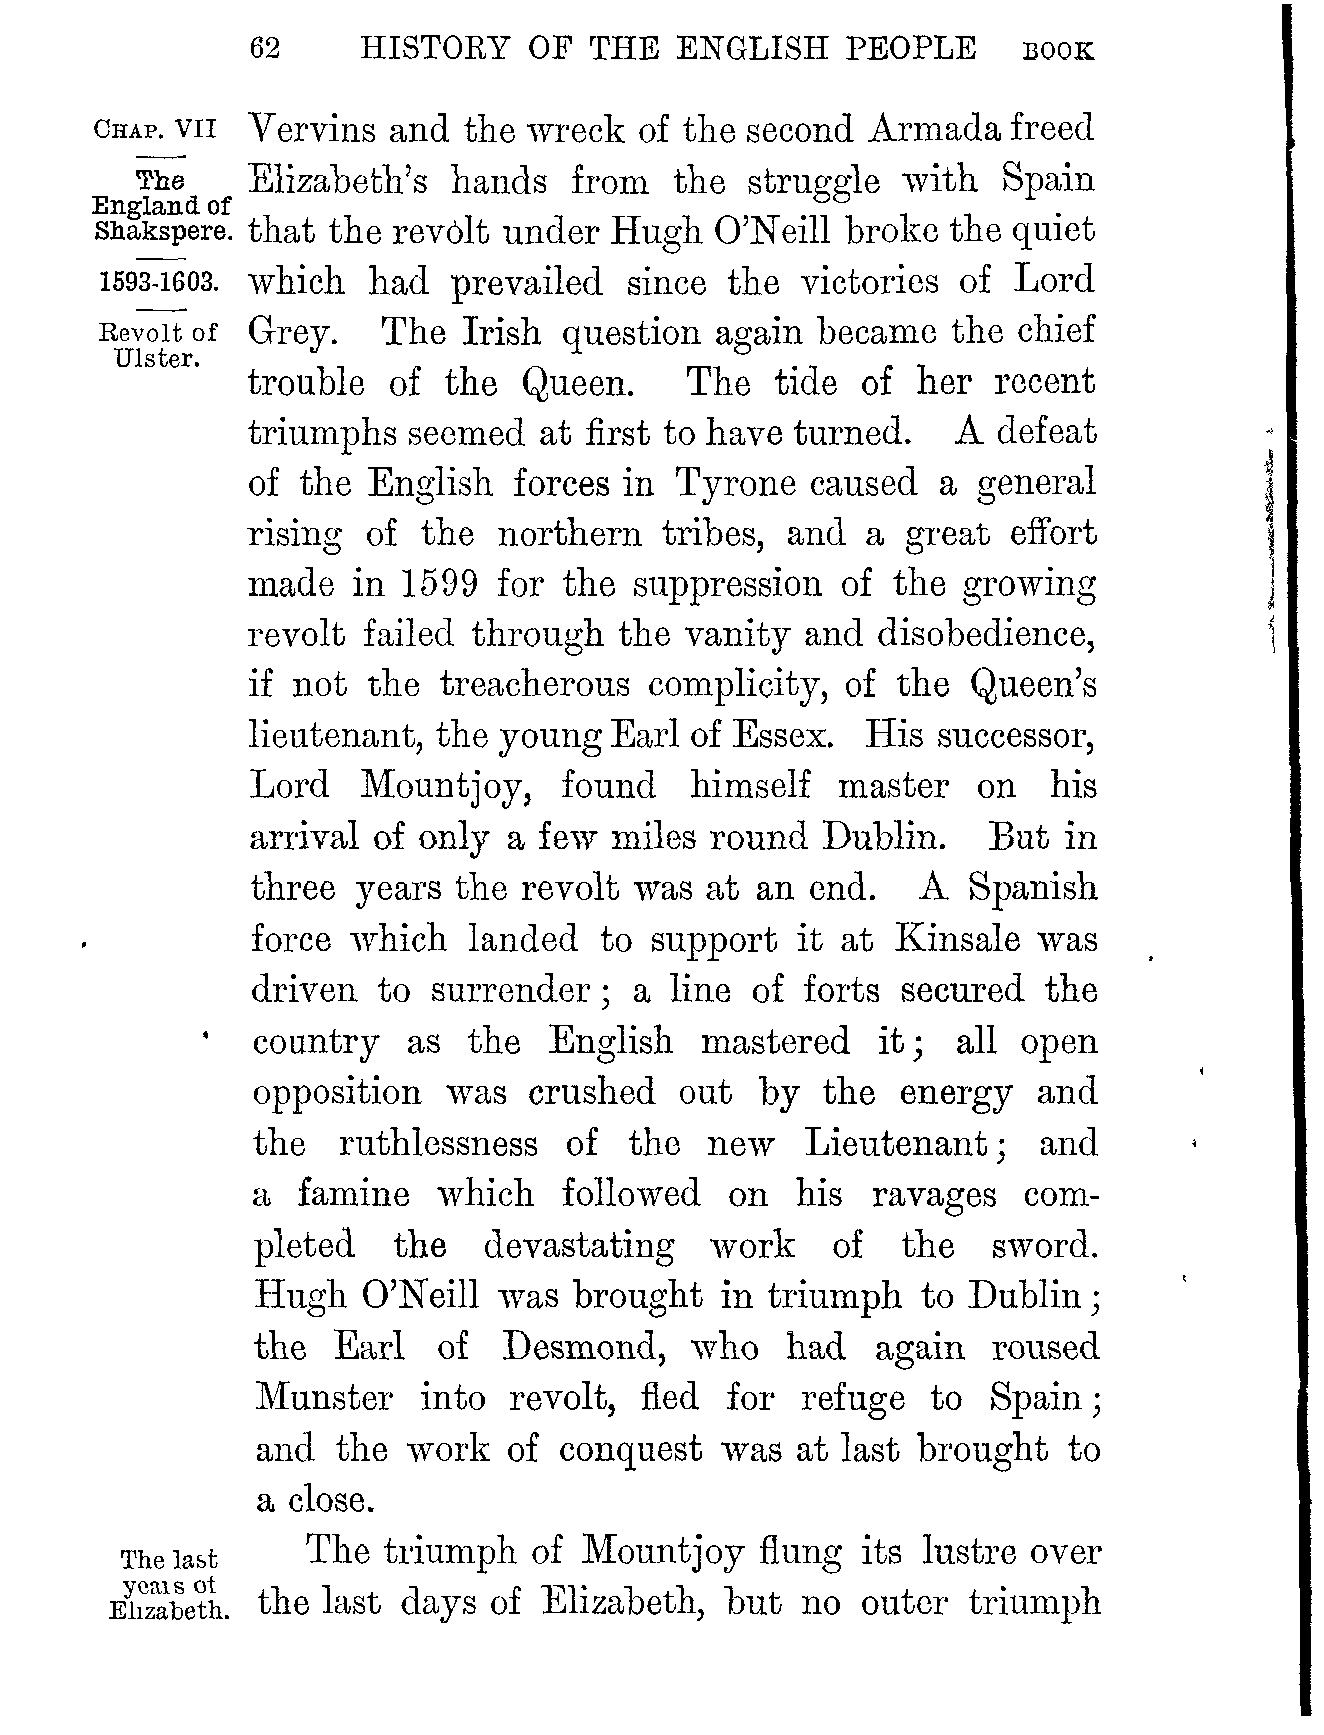 62 HISTORY OF THE ENGLISH PEOPLE BOOK
CHAP. VII
The
England of
Shakspere.
1593-1603.
Revolt of
Ulster.
Vervins and the wreck of the second Armada freed
Elizabeth's hands from the struggle with Spain
that the revolt under Hugh O'Neill broke the quiet
which had prevailed since the victories of Lord
Grey. The Irish question again became the chief
trouble of the Queen. The tide of her recent
triumphs seemed at first to have turned. A defeat
of the English forces in Tyrone caused a general
rising of the northern tribes, and a great effort
made in 1599 for the suppression of the growing
revolt failed through the vanity and disobedience,
if not the treacherous complicity, of the Queen's
lieutenant, the young Earl of Essex. His successor,
Lord Mountjoy, found himself master on his
arrival of only a few miles round Dublin. But in
three years the revolt was at an end. A Spanish
force which landed to support it at Kinsale was
driven to surrender; a line of forts secured the
country as the English mastered it; all open
opposition was crushed out by the energy and
the ruthlessness of the new Lieutenant; and
a famine which followed on his ravages com-
pleted the devastating work of the sword.
Hugh O'Neill was brought in triumph to Dublin;
the Earl of Desmond, who had again roused
Munster into revolt, fled for refuge to Spain;
and the work of conquest was at last brought to
a close.
The last
years of
Elizabeth.
The triumph of Mountjoy flung its lustre over
the last days of Elizabeth, but no outer triumph